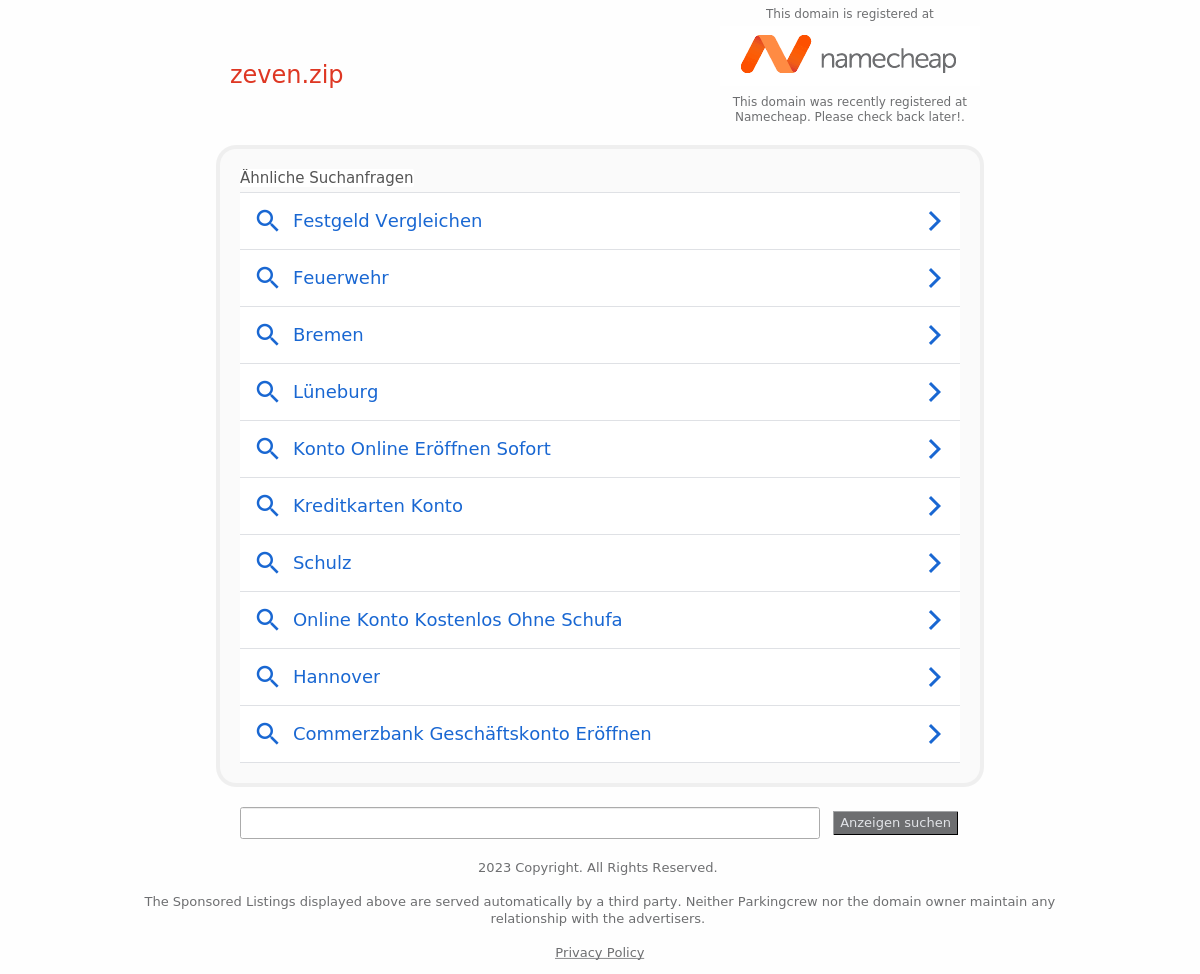 This domain is registered at
namecheap
zeven.zip
This domain was recently registered at
Namecheap. Please check back later!.
Ähnliche Suchanfragen
Festgeld Vergleichen
Feuerwehr
Bremen
Lüneburg
Konto Online Eröffnen Sofort
Kreditkarten Konto
Schulz
Online Konto Kostenlos Ohne Schufa
Hannover
Commerzbank Geschäftskonto Eröffnen
Anzeigen suchen
2023 Copyright. All Rights Reserved.
The Sponsored Listings displayed above are served automatically by a third party. Neither Parkingcrew nor the domain owner maintain any
relationship with the advertisers.
Privacy Policy